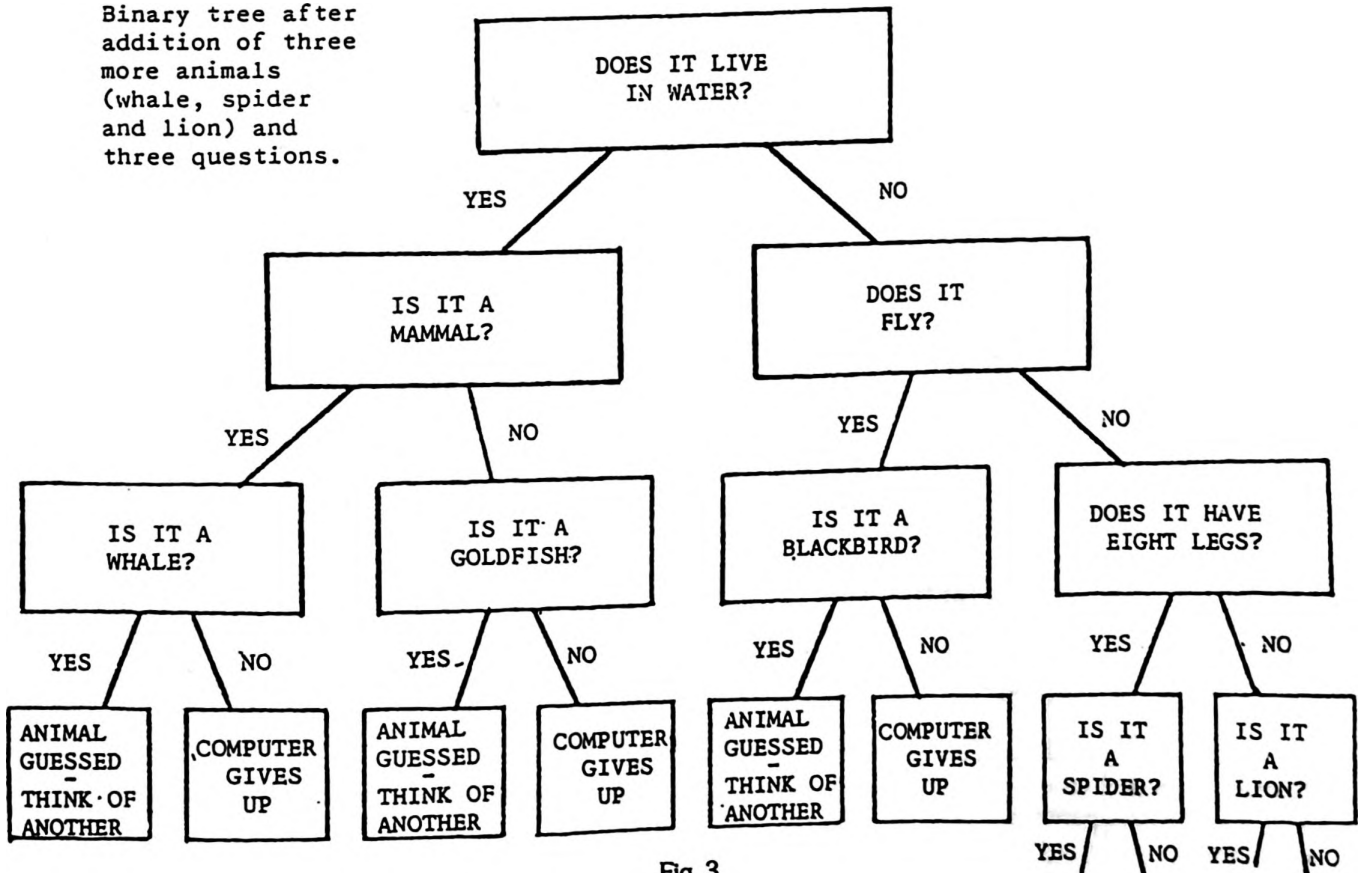 Binary tree after
addition of three
more animals
(whale, spider
and lion) and
three questions.
DOES IT LIVE
IN WATER?
YES
NO
IS IT A
MAMMAL?
DOES IT
FLY?
YES
NO
YES
NO
IS IT A
WHALE?
IS IT A
GOLDFISH?
IS IT A
BLACKBIRD?
DOES IT HAVE
EIGHT LEGS?
YES
NO
YES
NO
YES
NO
YES
NO
ANIMAL
GUESSED
-
THINK OF
ANOTHER
COMPUTER
GIVES
UP
ANIMAL
GUESSED
-
THINK OF
ANOTHER
COMPUTER
GIVES
UP
ANIMAL
GUESSED
-
THINK OF
ANOTHER
COMPUTER
GIVES
UP
IS IT
A
SPIDER?
IS IT
A
LION?
YES
NO
YES
NO
Fig. 3